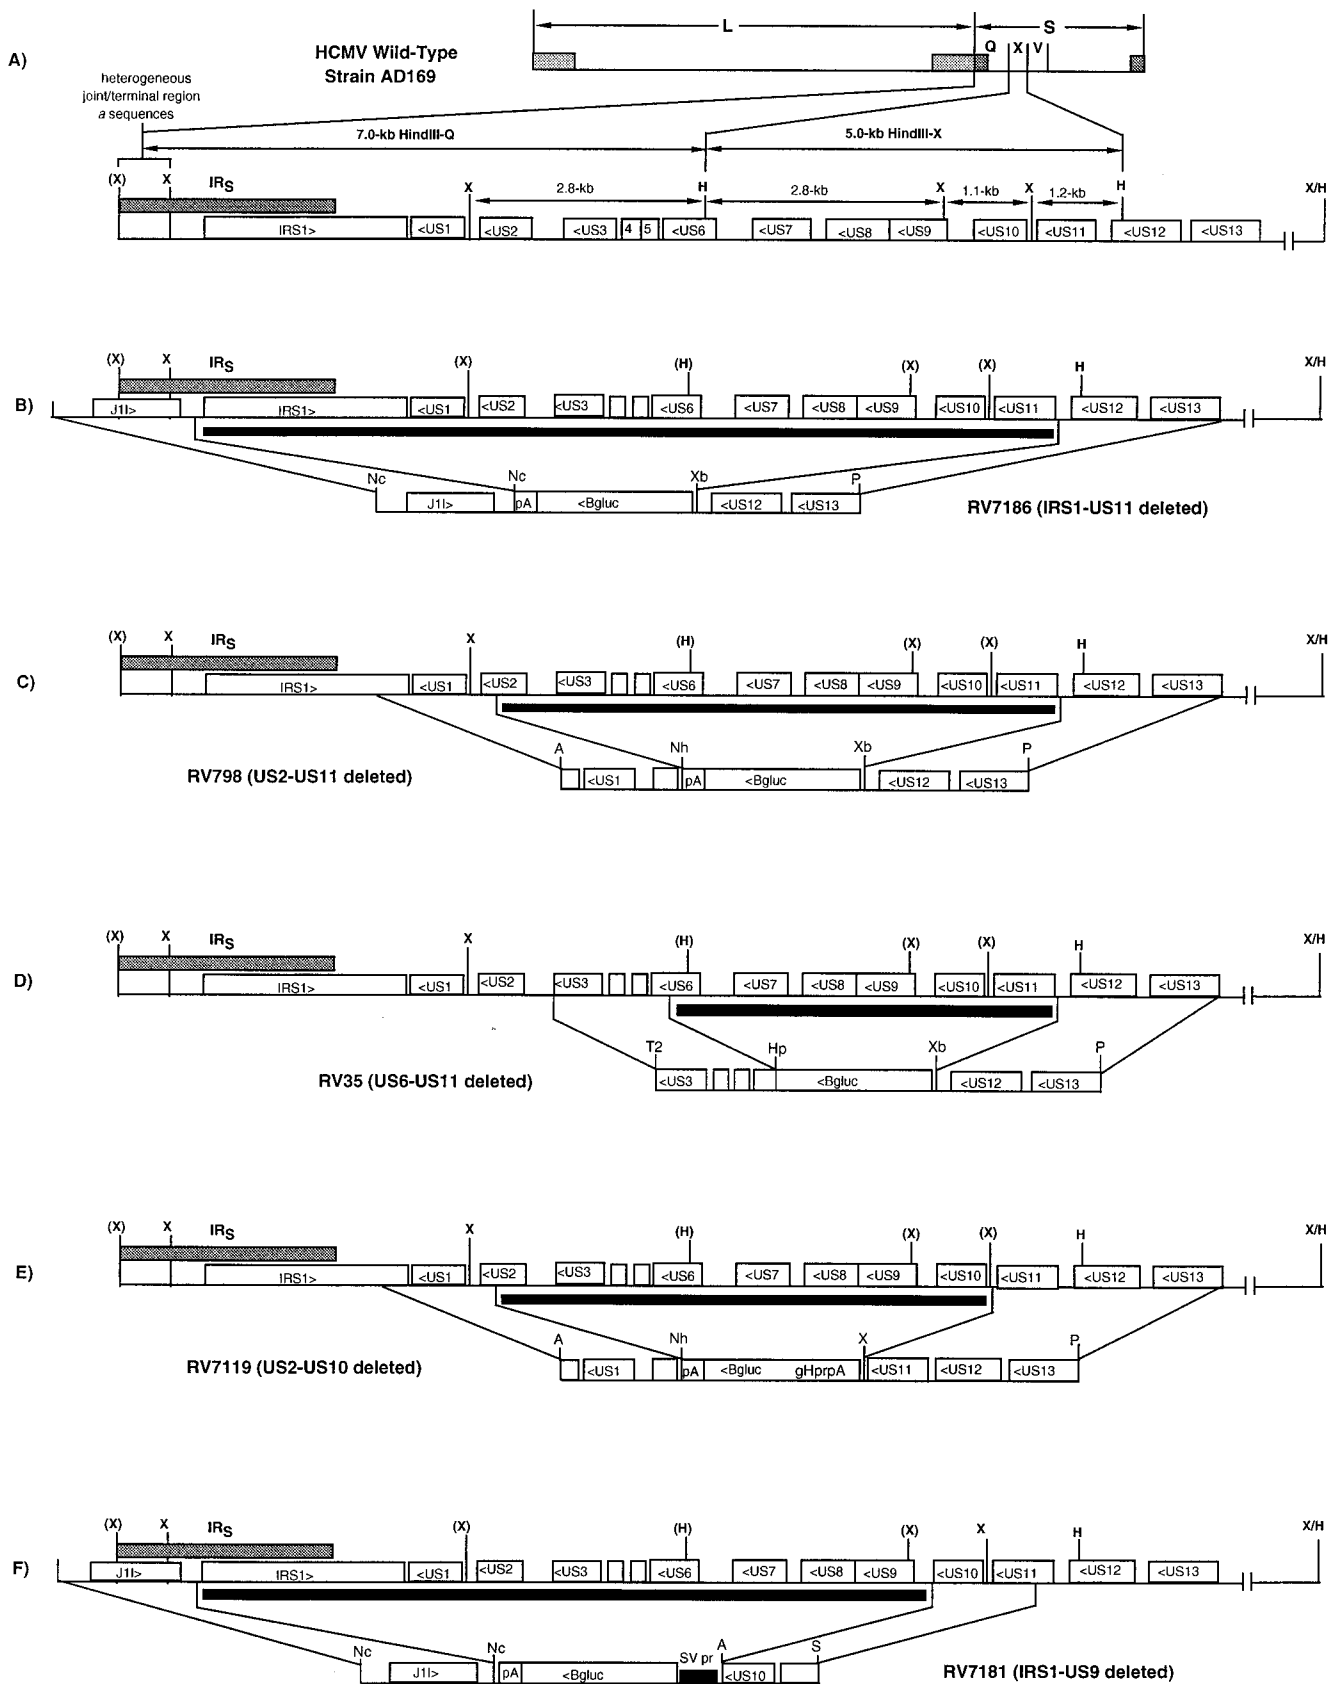 L S
Q X V
A) HCMV Wild-Type
Strain AD169
heterogeneous
joint/terminal region
a sequences
7.0-kb HindIII-Q 5.0-kb HindIII-X
(X) X IRS X 2.8-kb H 2.8-kb X 1.1-kb X 1.2-kb H X/H
IRS1> <US1 <US2 <US3 4 5 <US6 <US7 <US8 <US9 <US10 <US11 <US12 <US13
(X) X IRS (X) (H) (X) (X) H X/H
B) J1I> IRS1> <US1 <US2 <US3 <US6 <US7 <US8 <US9 <US10 <US11 <US12 <US13
Nc Nc Xb P
J1I> pA <Bgluc <US12 <US13
RV7186 (IRS1-US11 deleted)
(X) X IRS X (H) (X) (X) H X/H
C) IRS1> <US1 <US2 <US3 <US6 <US7 <US8 <US9 <US10 <US11 <US12 <US13
A Nh Xb P
RV798 (US2-US11 deleted) <US1 pA <Bgluc <US12 <US13
(X) X IRS X (H) (X) (X) H X/H
D) IRS1> <US1 <US2 <US3 <US6 <US7 <US8 <US9 <US10 <US11 <US12 <US13
T2 Hp Xb P
RV35 (US6-US11 deleted) <US3 <Bgluc <US12 <US13
(X) X IRS X (H) (X) (X) H X/H
E) IRS1> <US1 <US2 <US3 <US6 <US7 <US8 <US9 <US10 <US11 <US12 <US13
A Nh X P
RV7119 (US2-US10 deleted) <US1 pA <Bgluc gHprpA <US11 <US12 <US13
(X) X IRS (X) (H) (X) X H X/H
F) J1I> IRS1> <US1 <US2 <US3 <US6 <US7 <US8 <US9 <US10 <US11 <US12 <US13
Nc Nc SV pr A S
J1I> pA <Bgluc <US10
RV7181 (IRS1-US9 deleted)